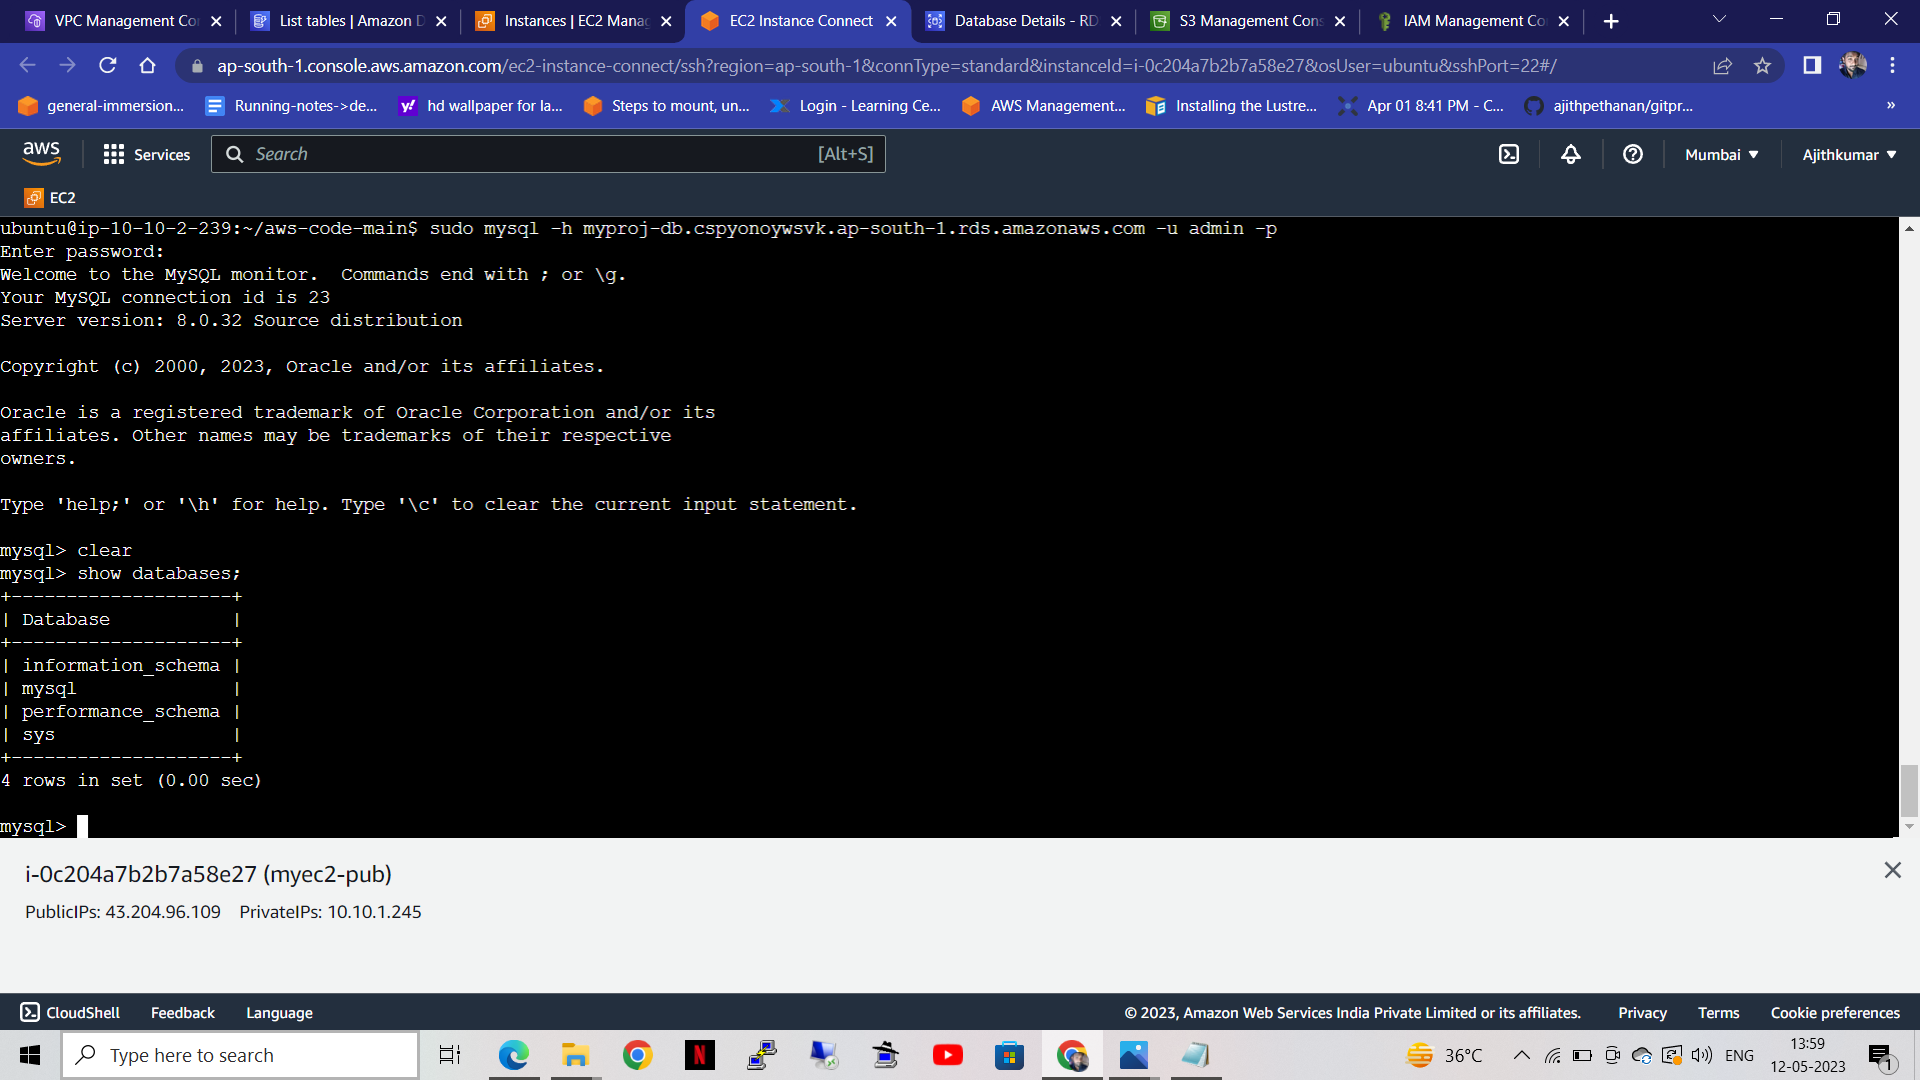 VPC Management Co
List tables | Amazon D
Instances | EC2 Manag
EC2 Instance Connect
Database Details - RD
S3 Management Cons
IAM Management Co
ap-south-1.console.aws.amazon.com/ec2-instance-connect/ssh?region=ap-south-1&connType=standard&instanceId=i-0c204a7b2b7a58e27&osUser=ubuntu&sshPort=22#/
general-immersion...
Running-notes->de...
hd wallpaper for la...
Steps to mount, un...
Login - Learning Ce...
AWS Management...
Installing the Lustre...
Apr 01 8:41 PM - C...
ajithpethanan/gitpr...
»
aws
Services
Search
[Alt+S]
Mumbai
Ajithkumar
EC2
ubuntu@ip-10-10-2-239:~/aws-code-main$ sudo mysql -h myproj-db.cspyonoywsvk.ap-south-1.rds.amazonaws.com -u admin -p
Enter password:
Welcome to the MySQL monitor.  Commands end with ; or \g.
Your MySQL connection id is 23
Server version: 8.0.32 Source distribution
Copyright (c) 2000, 2023, Oracle and/or its affiliates.
Oracle is a registered trademark of Oracle Corporation and/or its
affiliates. Other names may be trademarks of their respective
owners.
Type 'help;' or '\h' for help. Type '\c' to clear the current input statement.
mysql> clear
mysql> show databases;
+--------------------+
| Database           |
+--------------------+
| information_schema |
| mysql              |
| performance_schema |
| sys                |
+--------------------+
4 rows in set (0.00 sec)
mysql>
i-0c204a7b2b7a58e27 (myec2-pub)
PublicIPs: 43.204.96.109 PrivateIPs: 10.10.1.245
CloudShell
Feedback
Language
© 2023, Amazon Web Services India Private Limited or its affiliates.
Privacy
Terms
Cookie preferences
Type here to search
36°C
ENG
13:59
12-05-2023
1